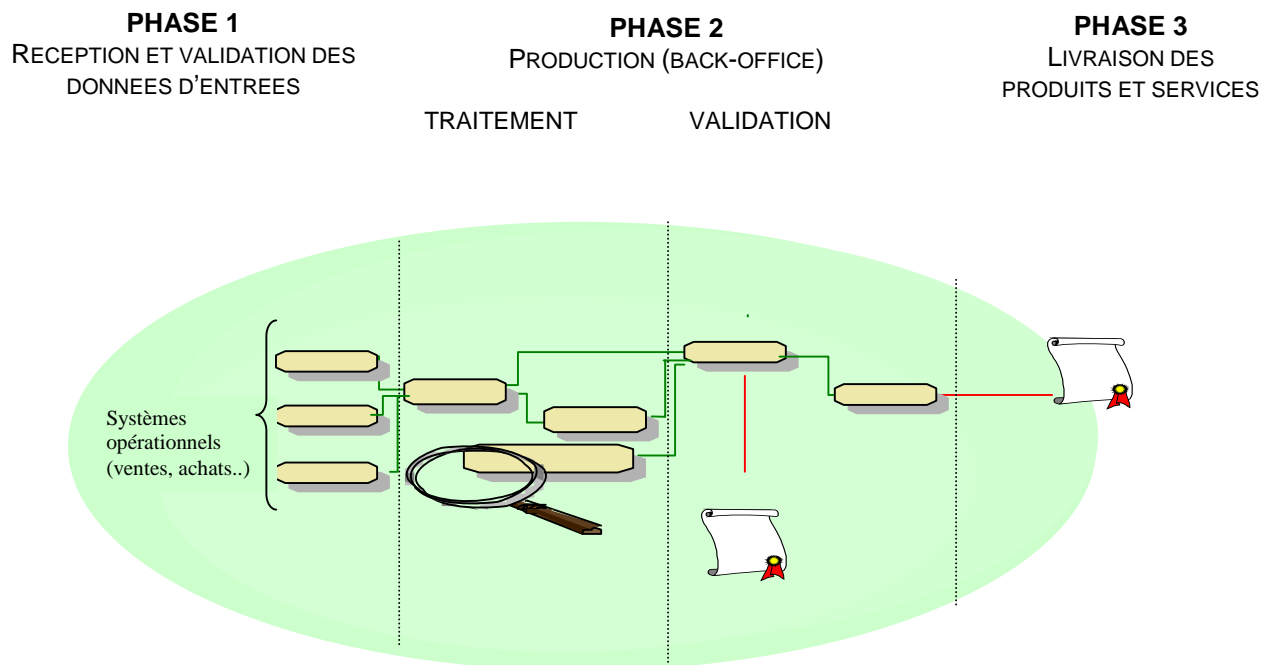 PHASE 1
RECEPTION ET VALIDATION DES
DONNEES D'ENTREES
PHASE 2
PRODUCTION (BACK-OFFICE)
TRAITEMENT
VALIDATION
PHASE 3
LIVRAISON DES
PRODUITS ET SERVICES
Systèmes
opérationnels
(ventes, achats..)